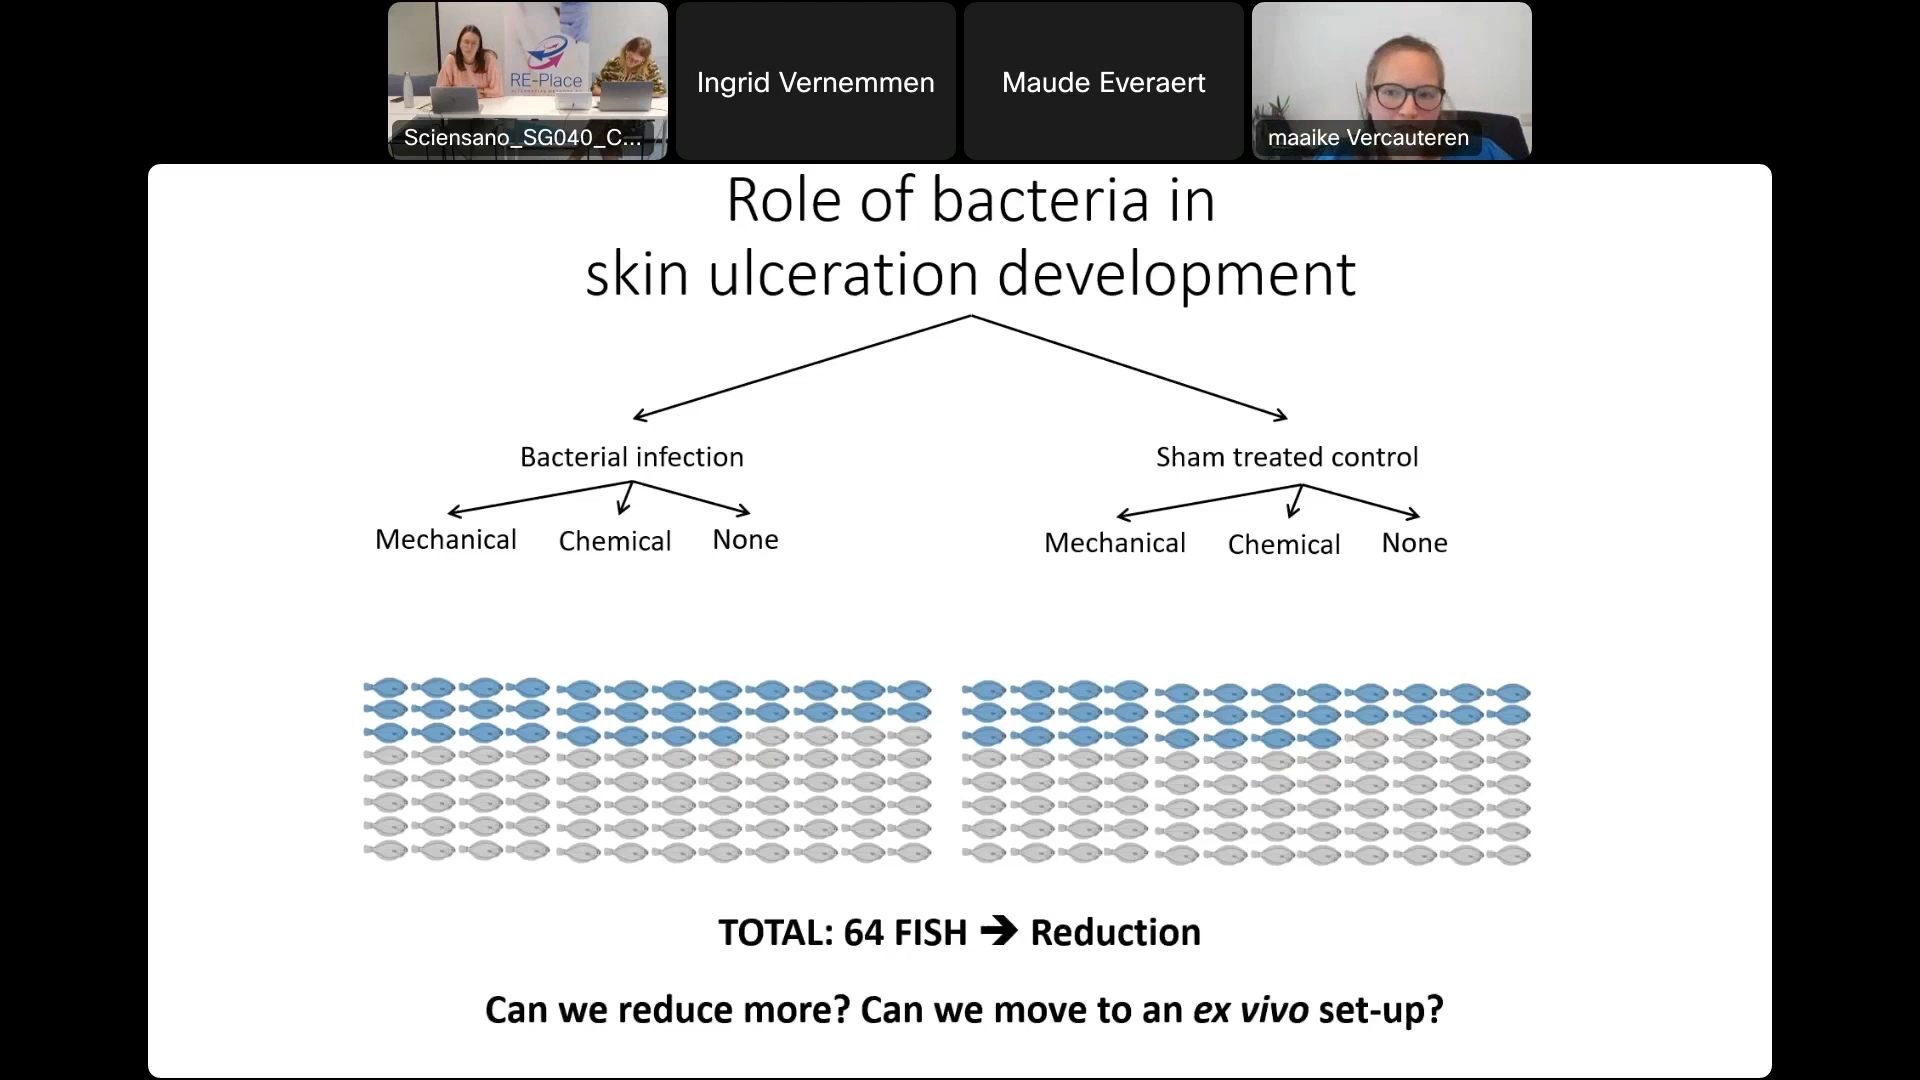 RE-Place
Sciensano_SG040_C...
Ingrid Vernemmen
Maude Everaert
maaike Vercauteren
Role of bacteria in
skin ulceration development
Bacterial infection
Sham treated control
Mechanical
Chemical
None
Mechanical
Chemical
None
TOTAL: 64 FISH ➔ Reduction
Can we reduce more? Can we move to an ex vivo set-up?